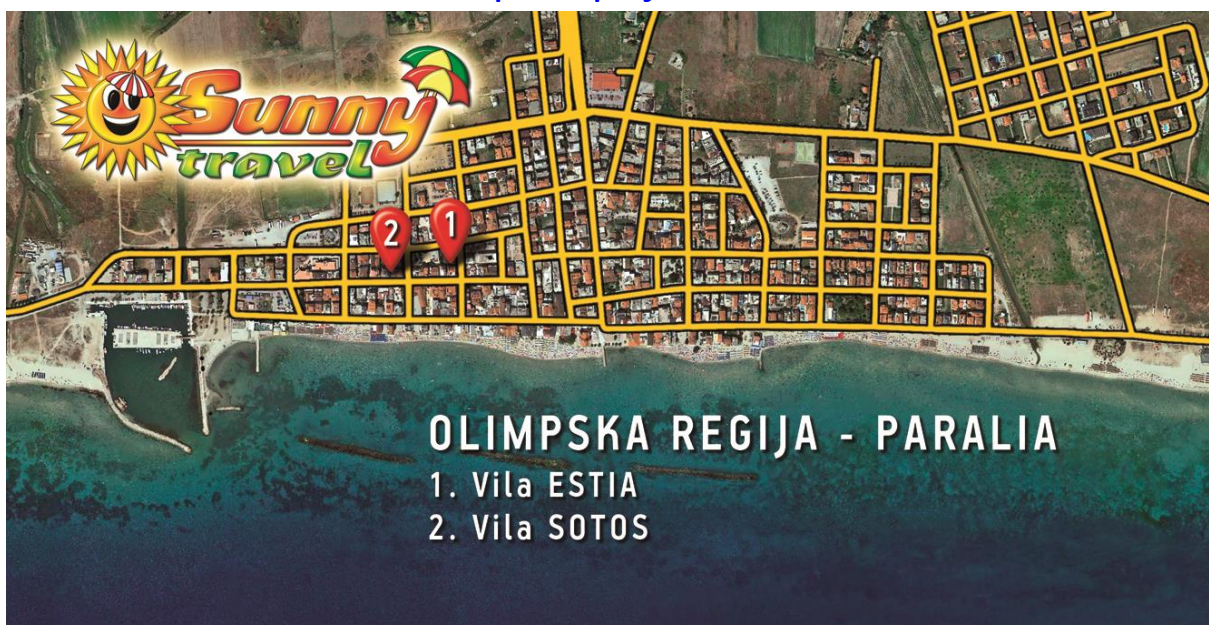 Sunny
travel
2
1
OLIMPSKA REGIJA - PARALIA
1. Vila ESTIA
2. Vila SOTOS